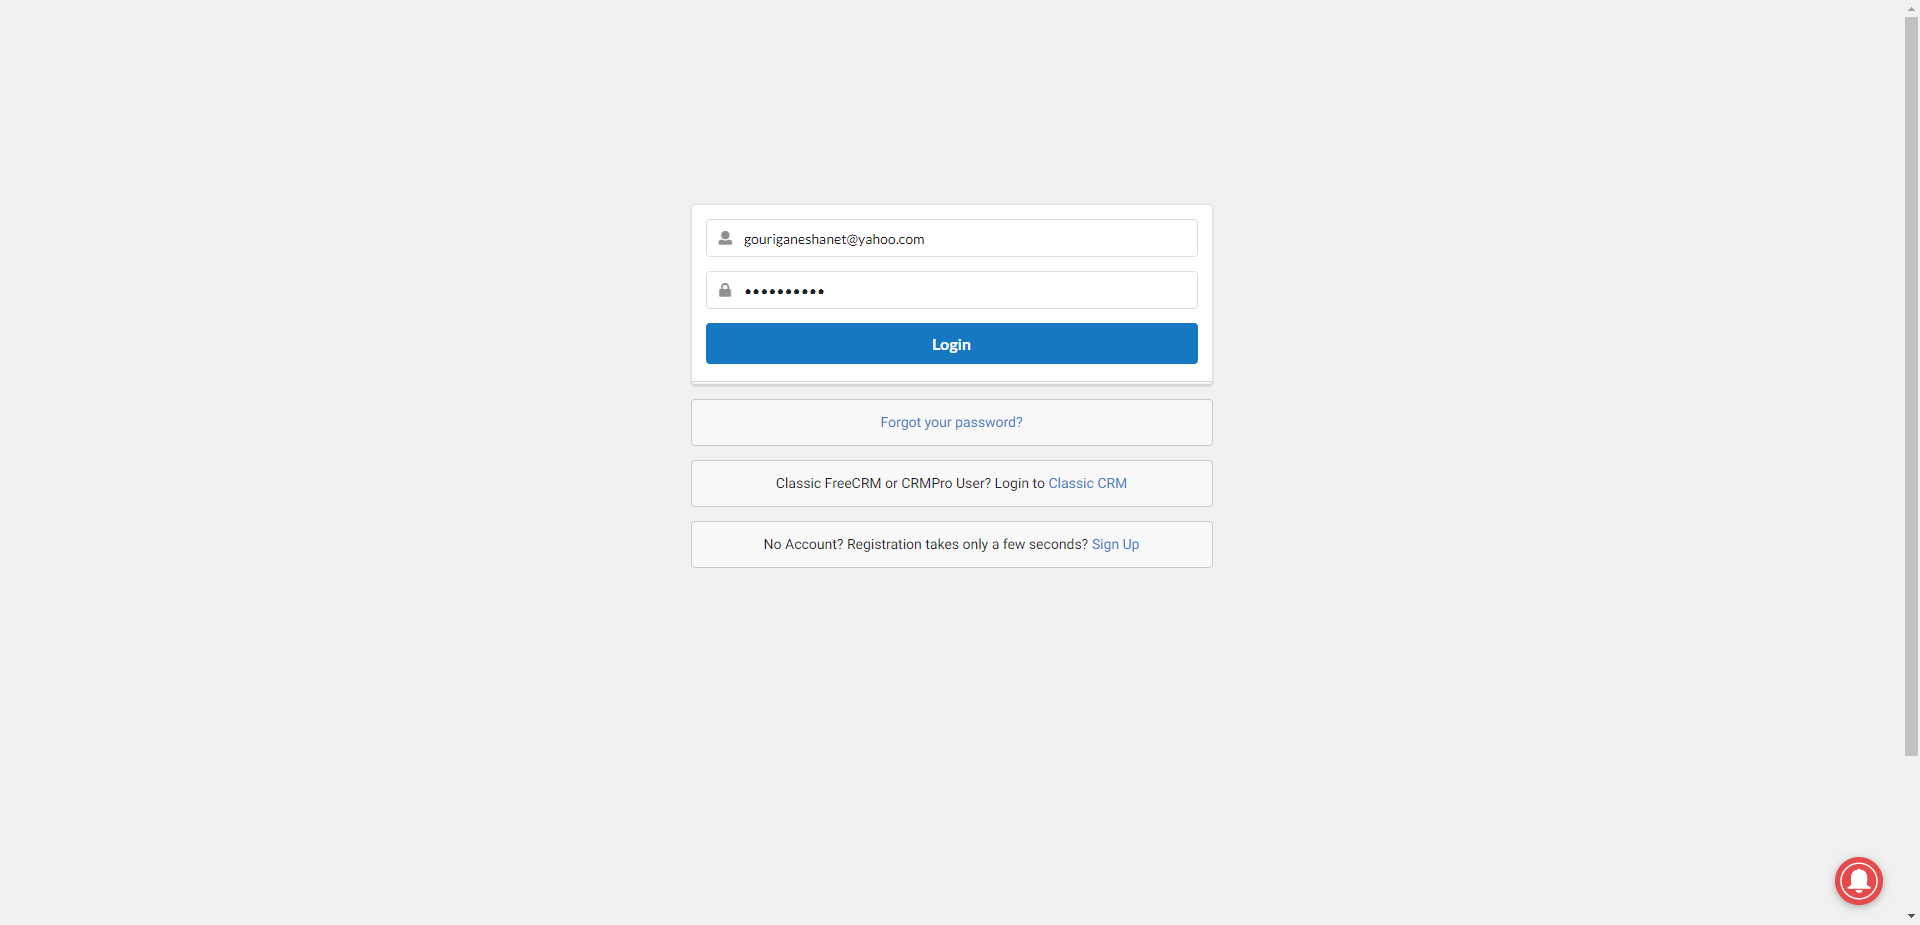 gouriganeshanet@yahoo.com
••••••••••
Login
Forgot your password?
Classic FreeCRM or CRMPro User? Login to Classic CRM
No Account? Registration takes only a few seconds? Sign Up